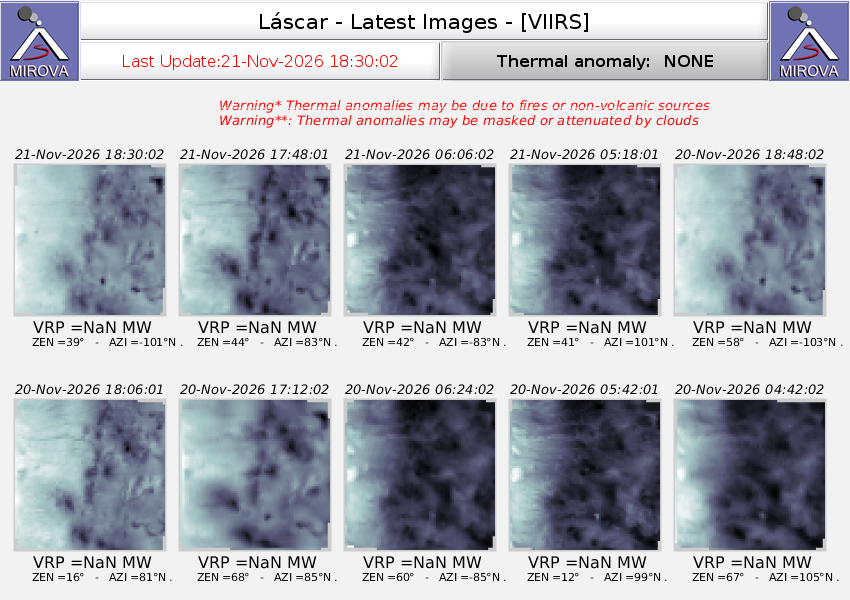 Láscar - Latest Images - [VIIRS]
MIROVA
Last Update:21-Nov-2026 18:30:02
Thermal anomaly: NONE
MIROVA
Warning* Thermal anomalies may be due to fires or non-volcanic sources
Warning**: Thermal anomalies may be masked or attenuated by clouds
21-Nov-2026 18:30:02
21-Nov-2026 17:48:01
21-Nov-2026 06:06:02
21-Nov-2026 05:18:01
20-Nov-2026 18:48:02
VRP =NaN MW
VRP =NaN MW
VRP =NaN MW
VRP =NaN MW
VRP =NaN MW
ZEN =39° - AZI =-101°N .
ZEN =44° - AZI =83°N .
ZEN =42° - AZI =-83°N .
ZEN =41° - AZI =101°N .
ZEN =58° - AZI =-103°N .
20-Nov-2026 18:06:01
20-Nov-2026 17:12:02
20-Nov-2026 06:24:02
20-Nov-2026 05:42:01
20-Nov-2026 04:42:02
VRP =NaN MW
VRP =NaN MW
VRP =NaN MW
VRP =NaN MW
VRP =NaN MW
ZEN =16° - AZI =81°N .
ZEN =68° - AZI =85°N .
ZEN =60° - AZI =-85°N .
ZEN =12° - AZI =99°N .
ZEN =67° - AZI =105°N .